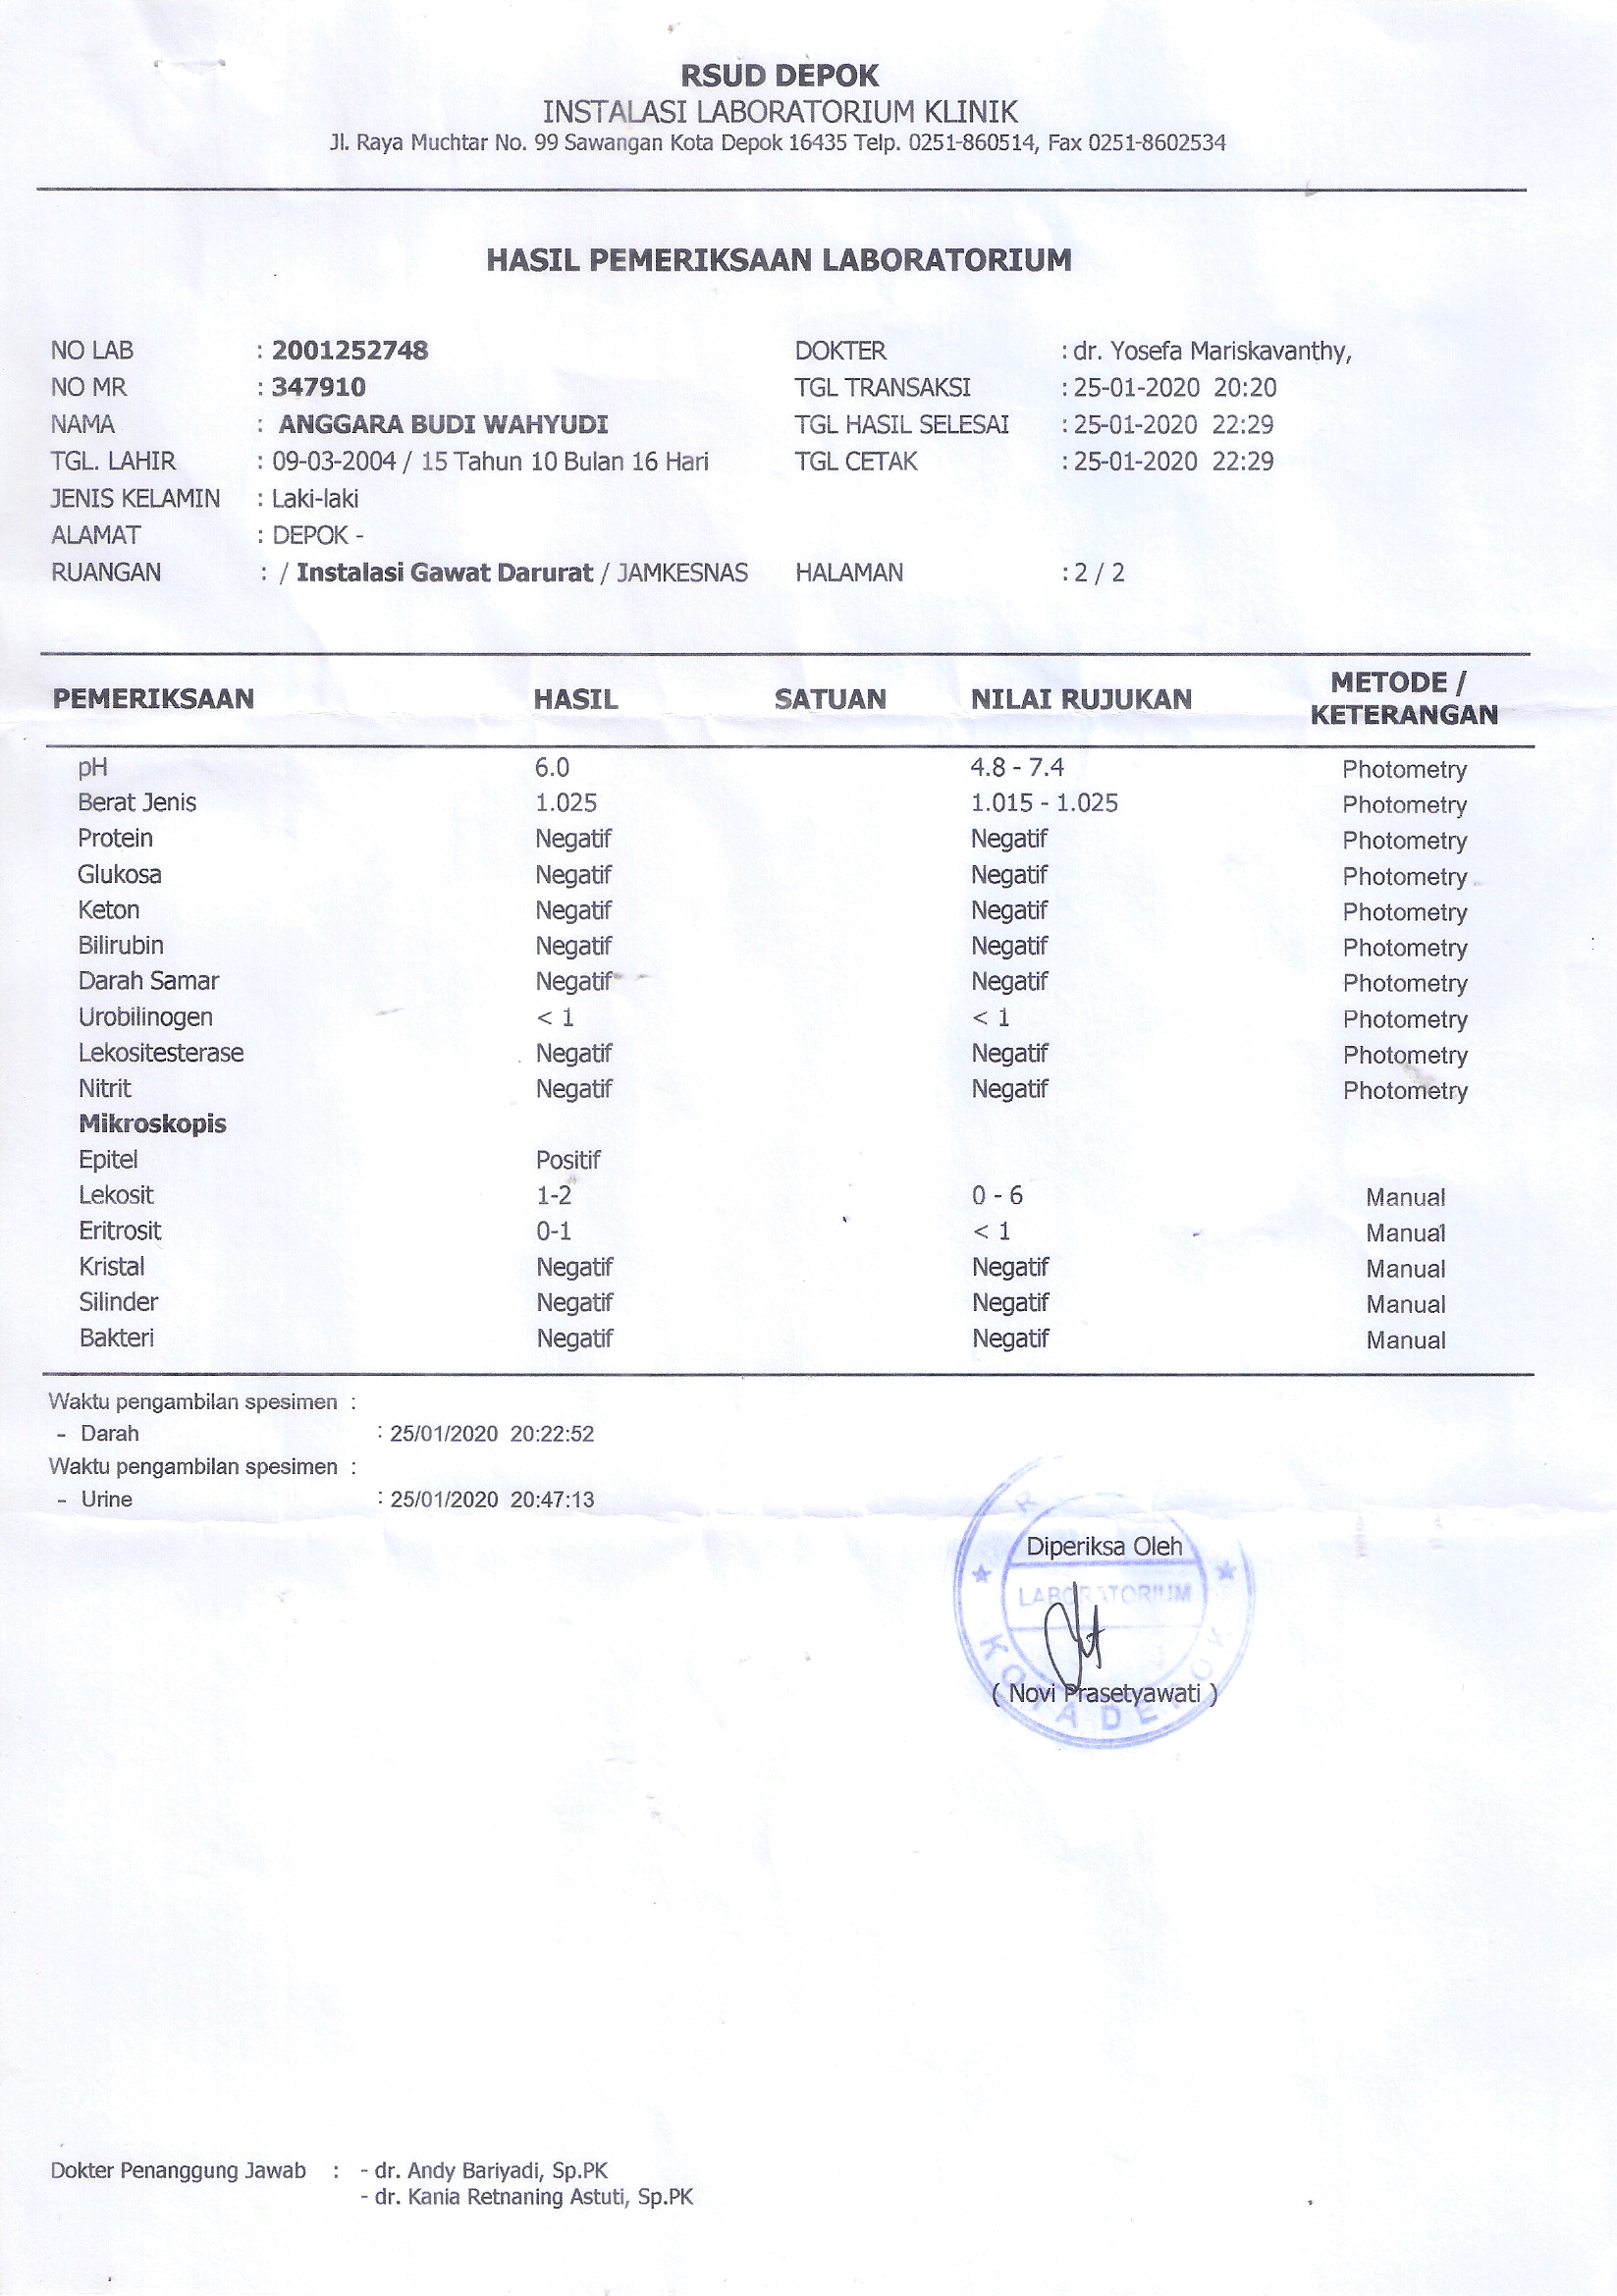 RSUD DEPOK
INSTALASI LABORATORIUM KLINIK
Jl. Raya Muchtar No. 99 Sawangan Kota Depok 16435 Telp. 0251-860514, Fax 0251-8602534
HASIL PEMERIKSAAN LABORATORIUM
NO LAB : 2001252748 DOKTER : dr. Yosefa Mariskavanthy,
NO MR : 347910 TGL TRANSAKSI : 25-01-2020 20:20
NAMA : ANGGARA BUDI WAHYUDI TGL HASIL SELESAI : 25-01-2020 22:29
TGL. LAHIR : 09-03-2004 / 15 Tahun 10 Bulan 16 Hari TGL CETAK : 25-01-2020 22:29
JENIS KELAMIN : Laki-laki
ALAMAT : DEPOK -
RUANGAN : / Instalasi Gawat Darurat / JAMKESNAS HALAMAN : 2 / 2
PEMERIKSAAN HASIL SATUAN NILAI RUJUKAN METODE / KETERANGAN
pH 6.0 4.8 - 7.4 Photometry
Berat Jenis 1.025 1.015 - 1.025 Photometry
Protein Negatif Negatif Photometry
Glukosa Negatif Negatif Photometry
Keton Negatif Negatif Photometry
Bilirubin Negatif Negatif Photometry
Darah Samar Negatif Negatif Photometry
Urobilinogen < 1 < 1 Photometry
Lekositesterase Negatif Negatif Photometry
Nitrit Negatif Negatif Photometry
Mikroskopis
Epitel Positif
Lekosit 1-2 0 - 6 Manual
Eritrosit 0-1 < 1 Manual
Kristal Negatif Negatif Manual
Silinder Negatif Negatif Manual
Bakteri Negatif Negatif Manual
Waktu pengambilan spesimen :
- Darah : 25/01/2020 20:22:52
Waktu pengambilan spesimen :
- Urine : 25/01/2020 20:47:13
Diperiksa Oleh
LABORATORIUM
( Novi Prasetyawati )
KOTA DEPOK
Dokter Penanggung Jawab : - dr. Andy Bariyadi, Sp.PK
- dr. Kania Retnaning Astuti, Sp.PK